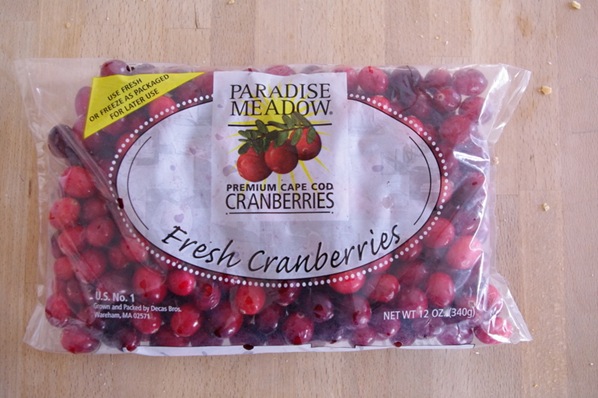 USE FRESH
OR FREEZE AS PACKAGED
FOR LATER USE
PARADISE
MEADOW®
PREMIUM CAPE COD
CRANBERRIES
Fresh Cranberries
U.S. No. 1
Grown and Packed by Decas Bros.
Wareham, MA 02571
NET WT 12 OZ. (340g)